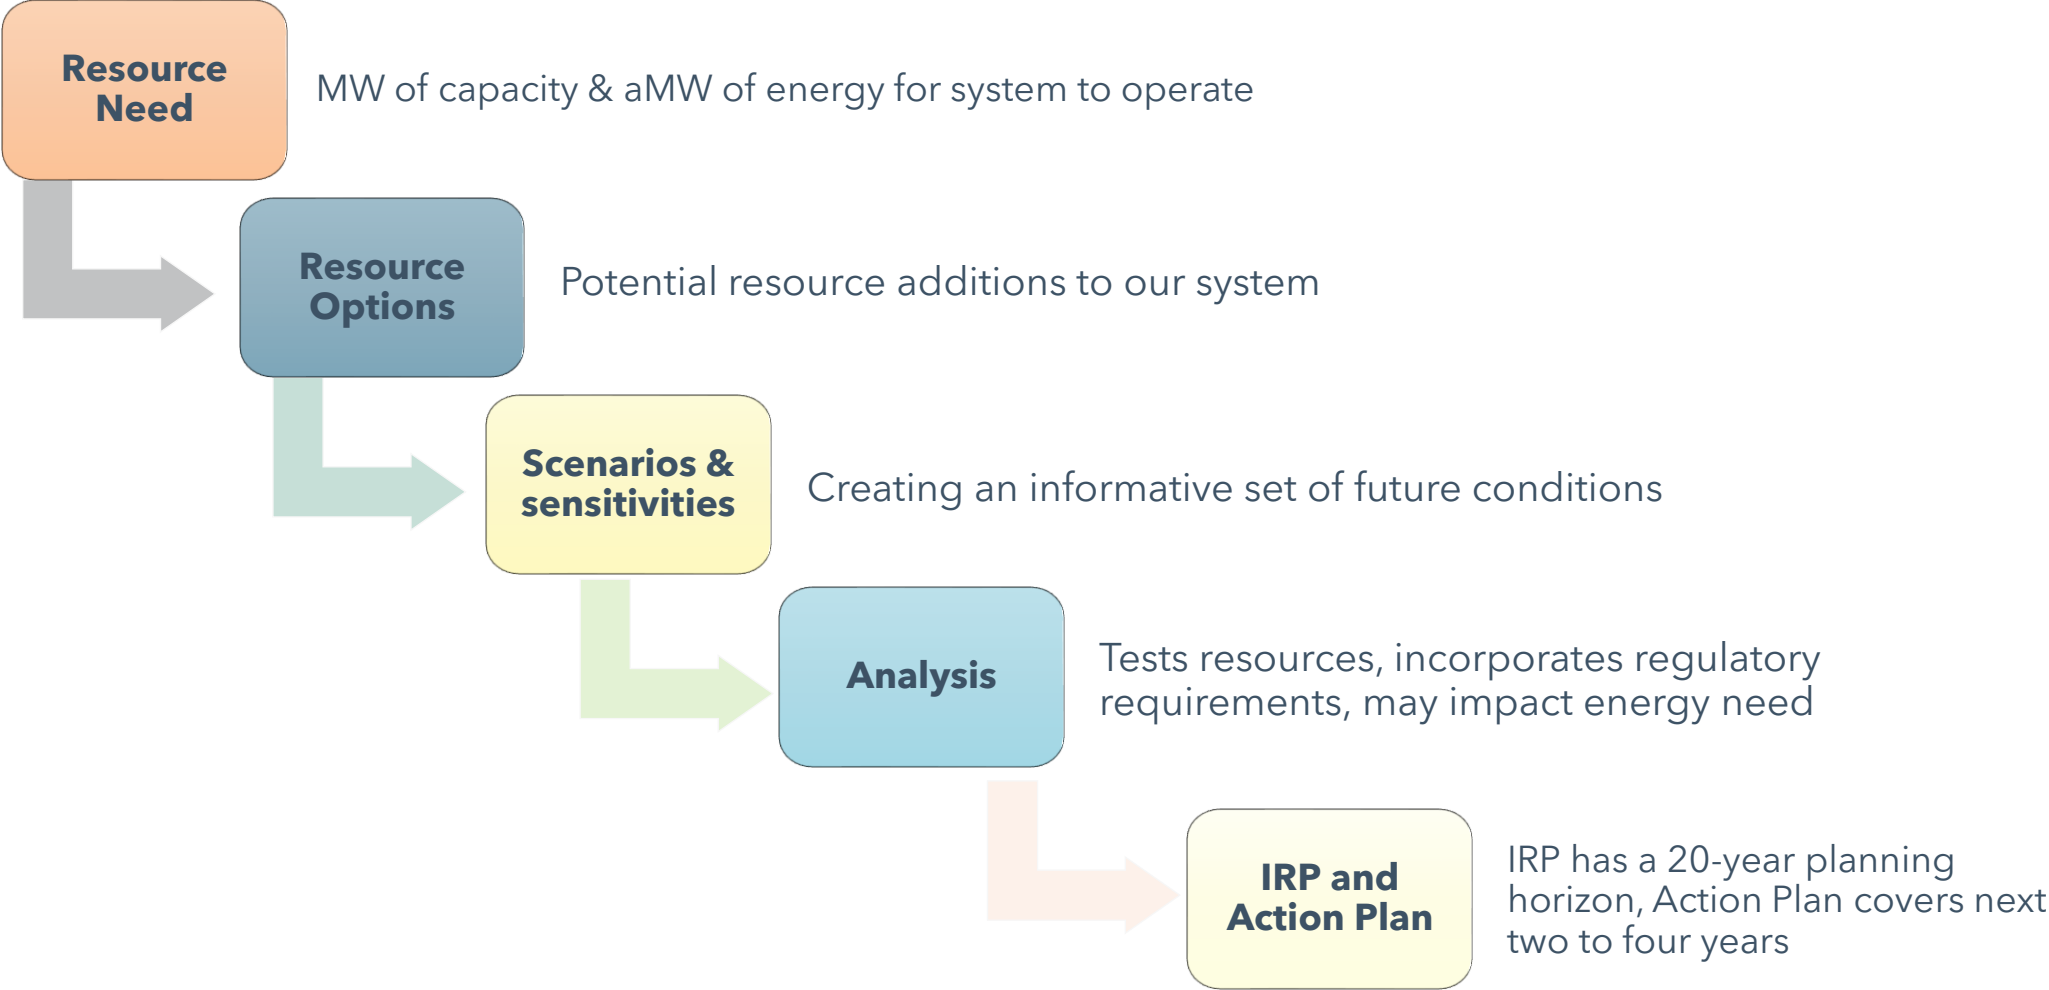 Resource
Need
MW of capacity & aMW of energy for system to operate
Resource
Options
Potential resource additions to our system
Scenarios &
sensitivities
Creating an informative set of future conditions
Analysis
Tests resources, incorporates regulatory
requirements, may impact energy need
IRP and
Action Plan
IRP has a 20-year planning
horizon, Action Plan covers next
two to four years